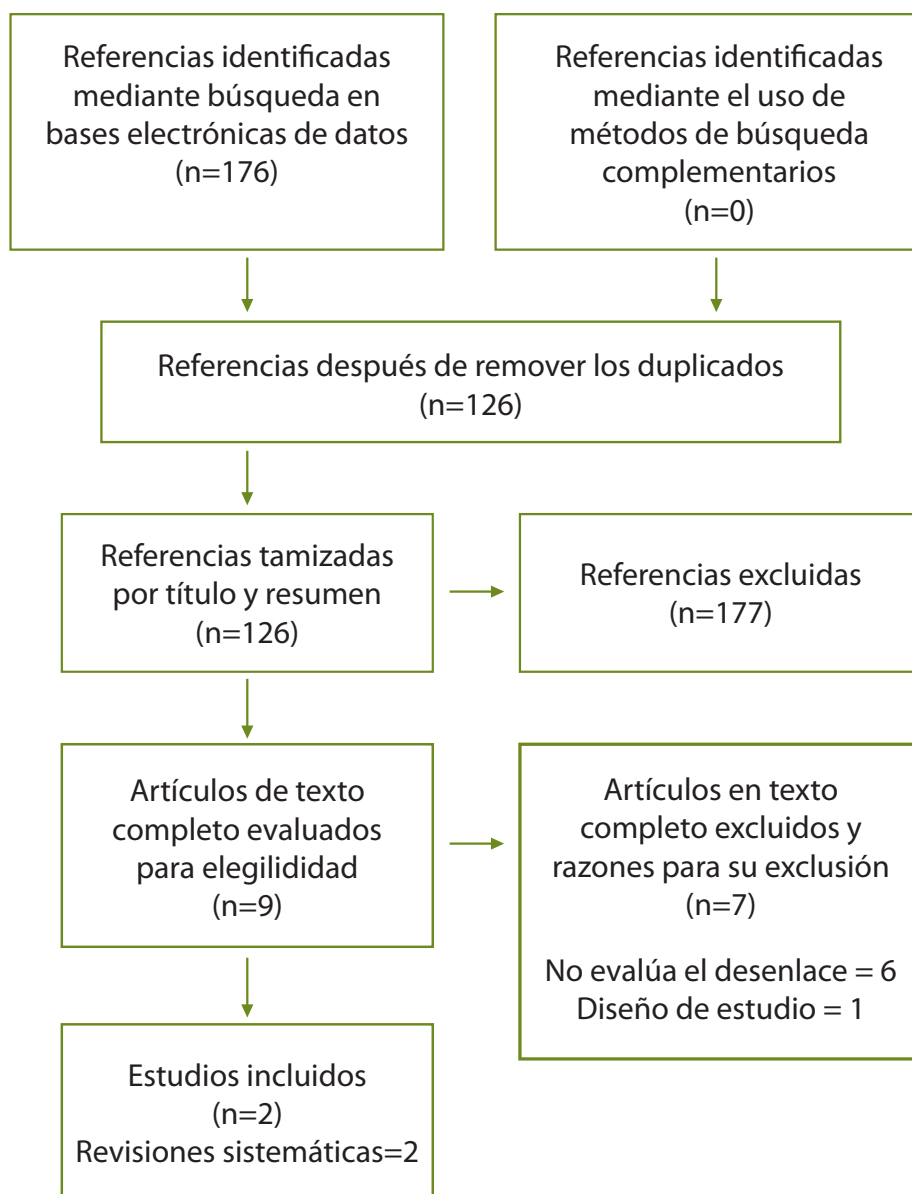 Referencias identificadas
mediante búsqueda en
bases electrónicas de datos
(n=176)
Referencias identificadas
mediante el uso de
métodos de búsqueda
complementarios
(n=0)
Referencias después de remover los duplicados
(n=126)
Referencias tamizadas
por título y resumen
(n=126)
Referencias excluidas
(n=177)
Artículos de texto
completo evaluados
para elegilididad
(n=9)
Artículos en texto
completo excluidos y
razones para su exclusión
(n=7)
No evalúa el desenlace = 6
Diseño de estudio = 1
Estudios incluidos
(n=2)
Revisiones sistemáticas=2